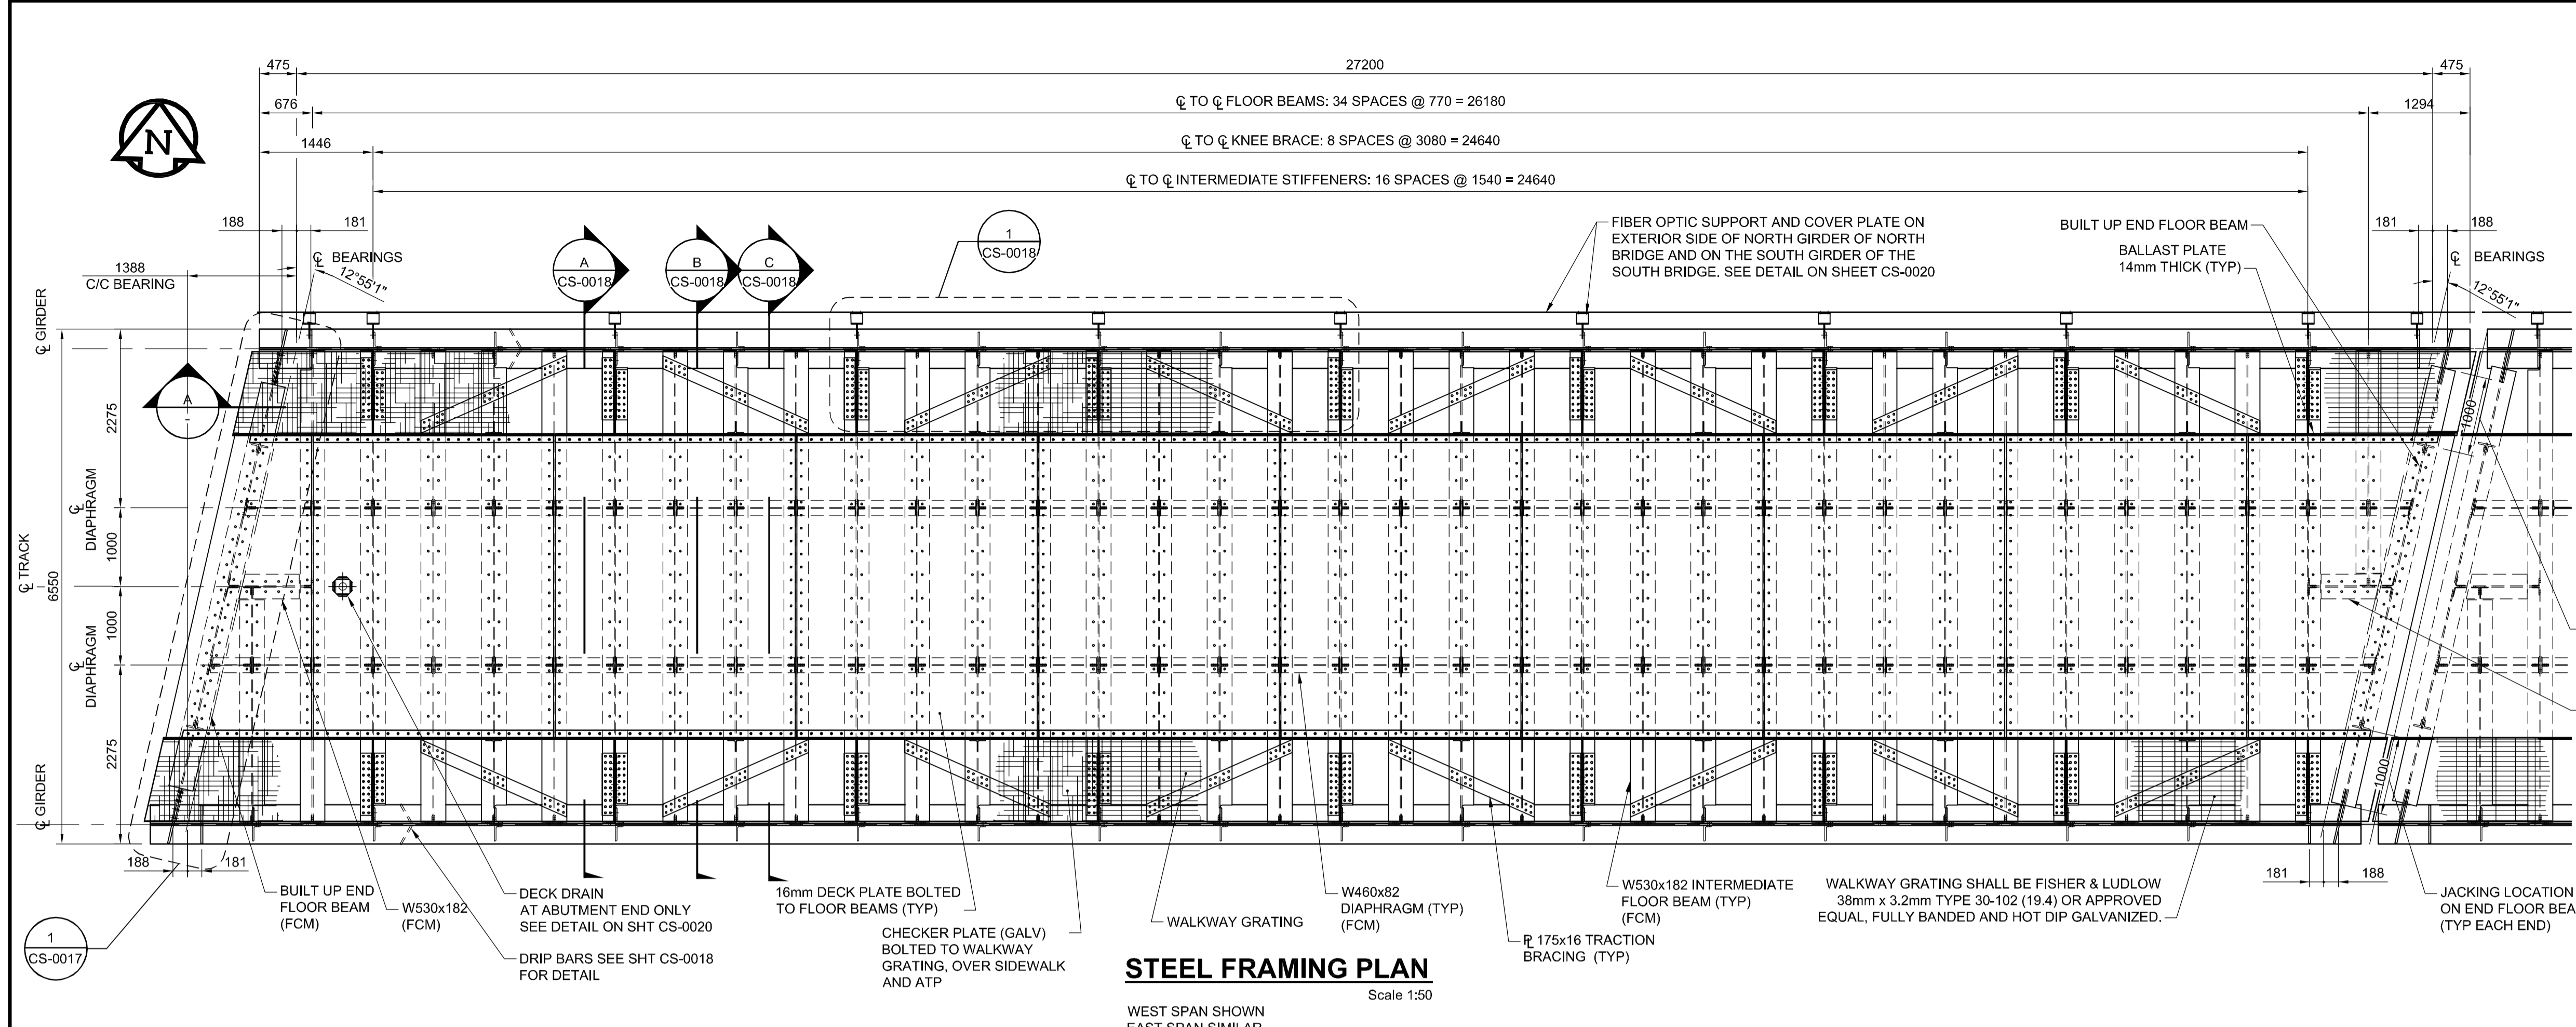 475
27200
475
676
℄ TO ℄ FLOOR BEAMS: 34 SPACES @ 770 = 26180
1294
N
1446
℄ TO ℄ KNEE BRACE: 8 SPACES @ 3080 = 24640
℄ TO ℄ INTERMEDIATE STIFFENERS: 16 SPACES @ 1540 = 24640
188
181
℄ BEARINGS
12°55'1"
1388
C/C BEARING
A
CS-0018
B
CS-0018
C
CS-0018
1
CS-0018
FIBER OPTIC SUPPORT AND COVER PLATE ON
EXTERIOR SIDE OF NORTH GIRDER OF NORTH
BRIDGE AND ON THE SOUTH GIRDER OF THE
SOUTH BRIDGE. SEE DETAIL ON SHEET CS-0020
BUILT UP END FLOOR BEAM
BALLAST PLATE
14mm THICK (TYP)
181
188
℄ BEARINGS
12°55'1"
℄ GIRDER
A
-
2275
℄ DIAPHRAGM
1000
℄ TRACK
6550
1000
℄ DIAPHRAGM
2275
℄ GIRDER
1000
1000
188
181
181
188
1
CS-0017
BUILT UP END
FLOOR BEAM
(FCM)
W530x182
(FCM)
DECK DRAIN
AT ABUTMENT END ONLY
SEE DETAIL ON SHT CS-0020
DRIP BARS SEE SHT CS-0018
FOR DETAIL
16mm DECK PLATE BOLTED
TO FLOOR BEAMS (TYP)
CHECKER PLATE (GALV)
BOLTED TO WALKWAY
GRATING, OVER SIDEWALK
AND ATP
WALKWAY GRATING
W460x82
DIAPHRAGM (TYP)
(FCM)
℄ 175x16 TRACTION
BRACING (TYP)
W530x182 INTERMEDIATE
FLOOR BEAM (TYP)
(FCM)
WALKWAY GRATING SHALL BE FISHER & LUDLOW
38mm x 3.2mm TYPE 30-102 (19.4) OR APPROVED
EQUAL, FULLY BANDED AND HOT DIP GALVANIZED.
JACKING LOCATION
ON END FLOOR BEA
(TYP EACH END)
STEEL FRAMING PLAN
Scale 1:50
WEST SPAN SHOWN
EAST SPAN SIMILAR